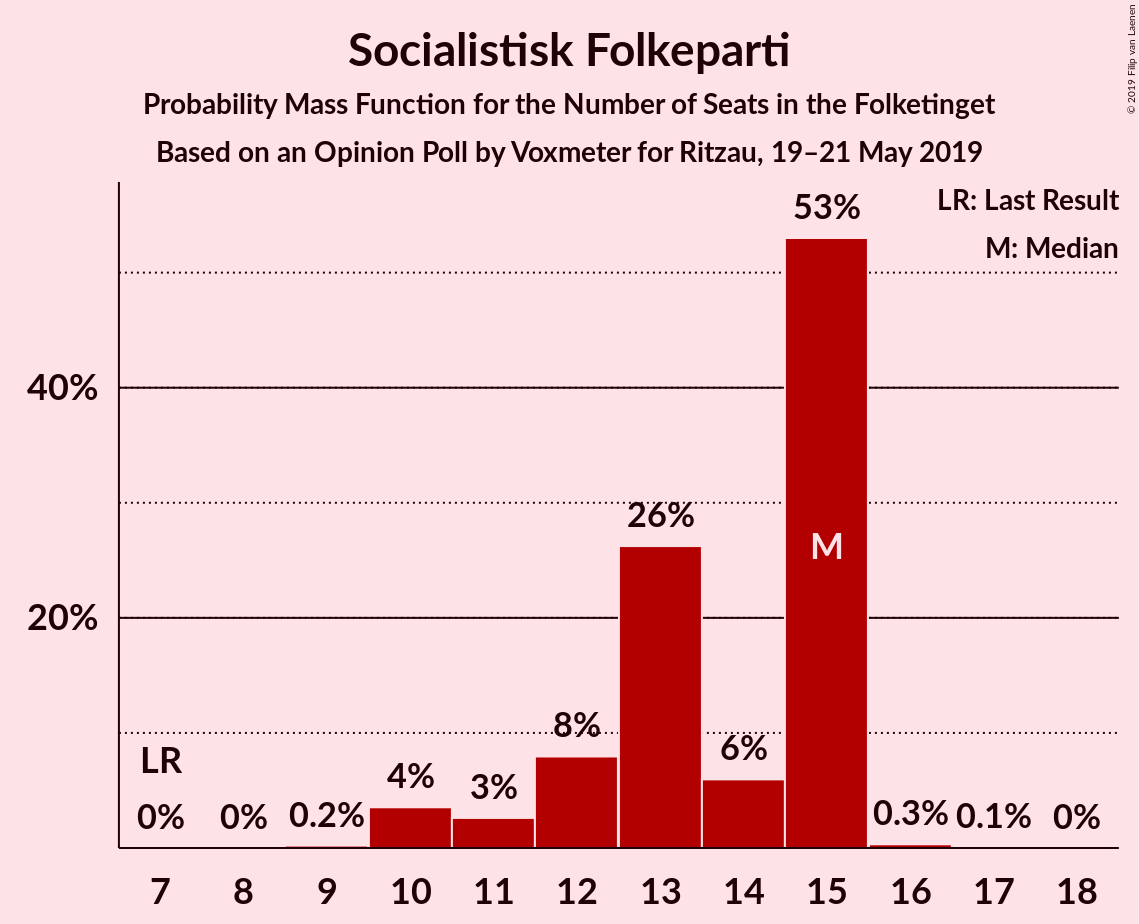 Socialistisk Folkeparti
Probability Mass Function for the Number of Seats in the Folketinget
Based on an Opinion Poll by Voxmeter for Ritzau, 19–21 May 2019
© 2019 Filip van Laenen
LR: Last Result
M: Median
53%
40%
26%
M
20%
8%
LR
6%
4%
3%
0% 0% 0.2% 0.3% 0.1% 0%
7 8 9 10 11 12 13 14 15 16 17 18